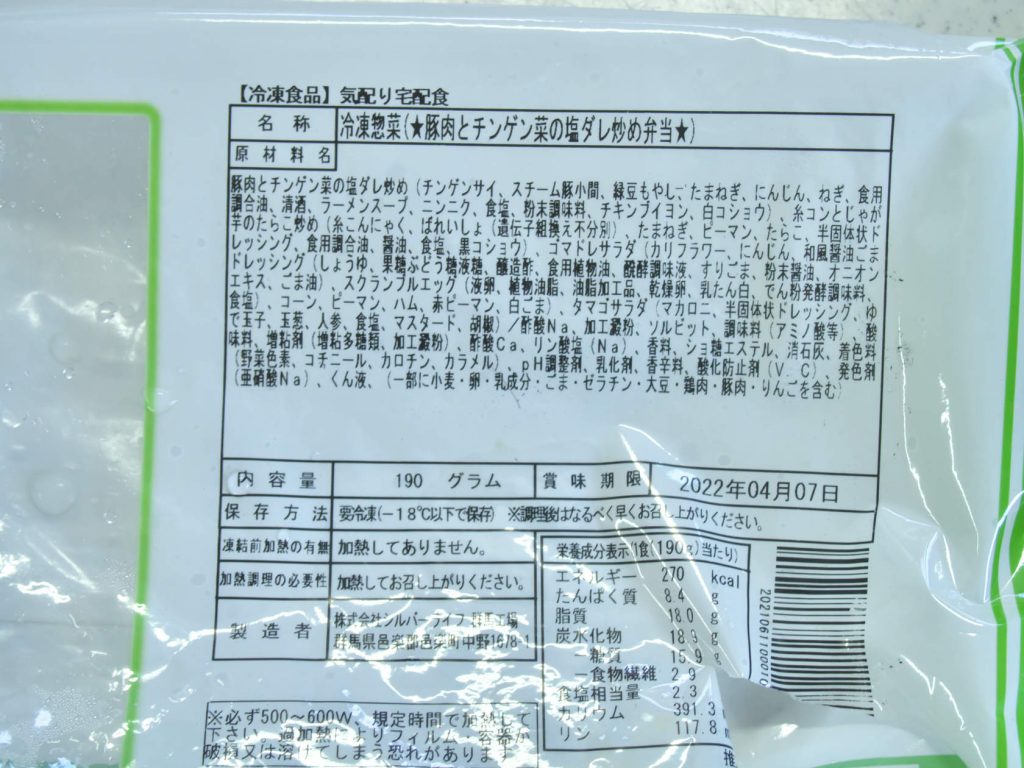 【冷凍食品】気配り宅配食
名称 冷凍惣菜(★豚肉とチンゲン菜の塩ダレ炒め弁当★)
原材料名
豚肉とチンゲン菜の塩ダレ炒め（チンゲンサイ、スチーム豚小間、緑豆もやし、たまねぎ、にんじん、ねぎ、食用
調合油、清酒、ラーメンスープ、ニンニク、食塩、粉末調味料、チキンブイヨン、白コショウ）、糸コンとじゃが
芋のたらこ炒め（糸こんにゃく、ばれいしょ（遺伝子組換え不分別）、たまねぎ、ピーマン、たらこ、半固体状ド
レッシング、食用調合油、醤油、食塩、黒コショウ）、ゴマドレサラダ（カリフラワー、にんじん、和風醤油ごま
ドレッシング（しょうゆ、果糖ぶどう糖液糖、醸造酢、食用植物油、醗酵調味液、すりごま、粉末醤油、オニオン
エキス、ごま油）、スクランブルエッグ（液卵、植物油脂、油脂加工品、乾燥卵、乳たん白、でん粉発酵調味料、
食塩）、コーン、ピーマン、ハム、赤ピーマン、白ごま）、タマゴサラダ（マカロニ、半固体状ドレッシング、ゆ
で玉子、玉葱、人参、食塩、マスタード、胡椒）／酢酸Ｎａ、加工澱粉、ソルビット、調味料（アミノ酸等）、酸
味料、増粘剤（増粘多糖類、加工澱粉）、酢酸Ｃａ、リン酸塩（Ｎａ）、香料、ショ糖エステル、消石灰、着色料
（野菜色素、コチニール、カロチン、カラメル）、ｐＨ調整剤、乳化剤、香辛料、酸化防止剤（Ｖ．Ｃ）、発色剤
（亜硝酸Ｎａ）、くん液、（一部に小麦・卵・乳成分・ごま・ゼラチン・大豆・鶏肉・豚肉・りんごを含む）
内容量 190 グラム 賞味期限 2022年04月07日
保存方法 要冷凍(－18℃以下で保存) ※調理後はなるべく早くお召し上がりください。
凍結前加熱の有無 加熱してありません。
加熱調理の必要性 加熱してお召し上がりください。
製造者 株式会社シルバーライフ 群馬工場
群馬県邑楽郡邑楽町中野1678-1
栄養成分表示(1食(190g)当たり)
エネルギー 270 kcal
たんぱく質 8.4 g
脂質 18.0 g
炭水化物 18.9 g
－糖質 15.9 g
－食物繊維 2.9
食塩相当量 2.3
カリウム 391.3
リン 117.8
推
※必ず500～600W、規定時間で加熱して
下さい。過加熱によりフィルム・容器が
破損又は溶けてしまう恐れがあります